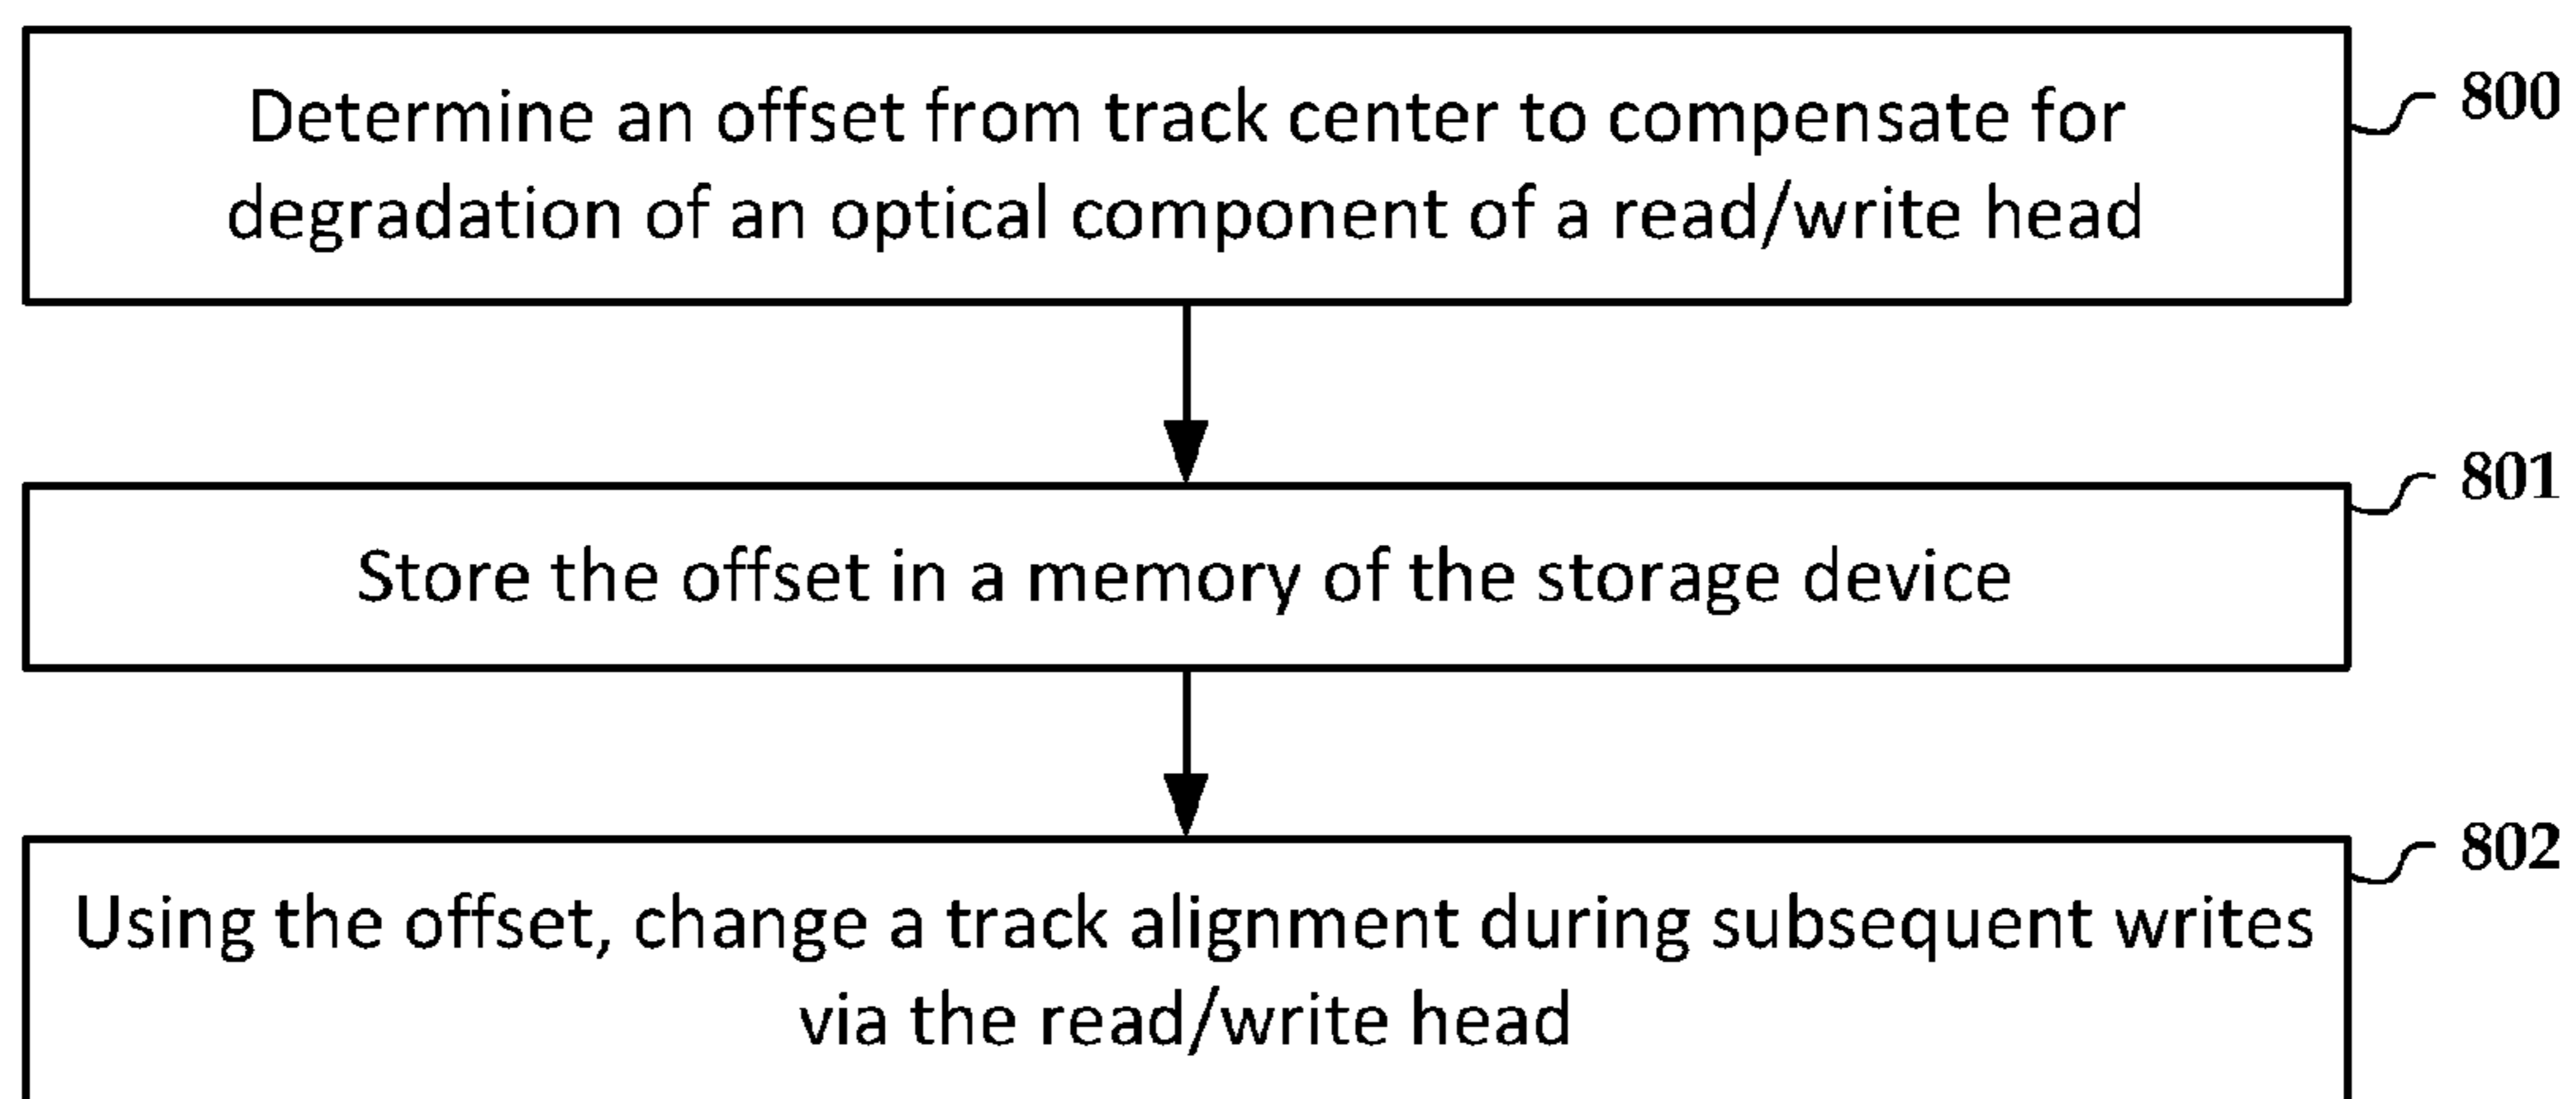 Determine an offset from track center to compensate for
800
degradation of an optical component of a read/write head
801
Store the offset in a memory of the storage device
802
Using the offset, change a track alignment during subsequent writes
via the read/write head